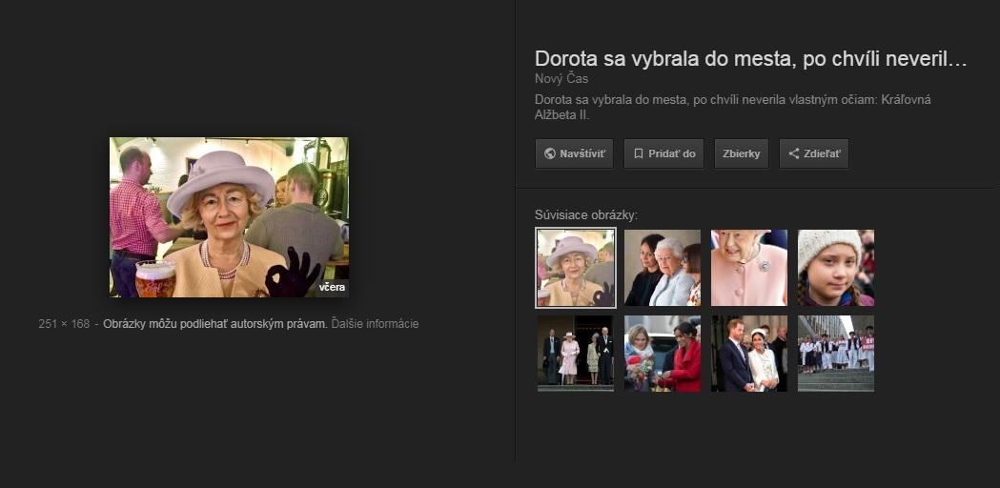 Dorota sa vybrala do mesta, po chvíli neveril…
Nový Čas
Dorota sa vybrala do mesta, po chvíli neverila vlastným očiam: Kráľovná
Alžbeta II.
Navštíviť
Pridať do
Zbierky
Zdieľať
včera
251 × 168 - Obrázky môžu podliehať autorským právam. Ďalšie informácie
Súvisiace obrázky: